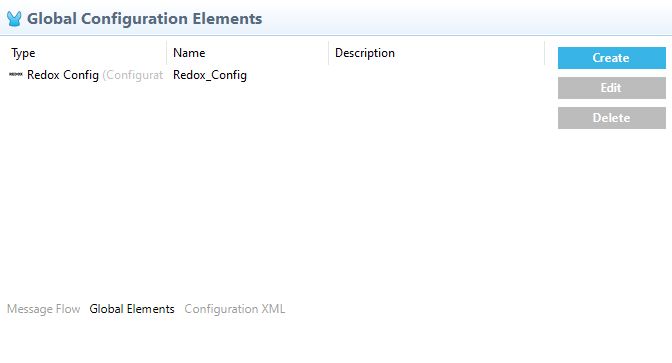 Global Configuration Elements
Type Name Description
Redox Config (Configurat Redox_Config
Create
Edit
Delete
Message Flow Global Elements Configuration XML